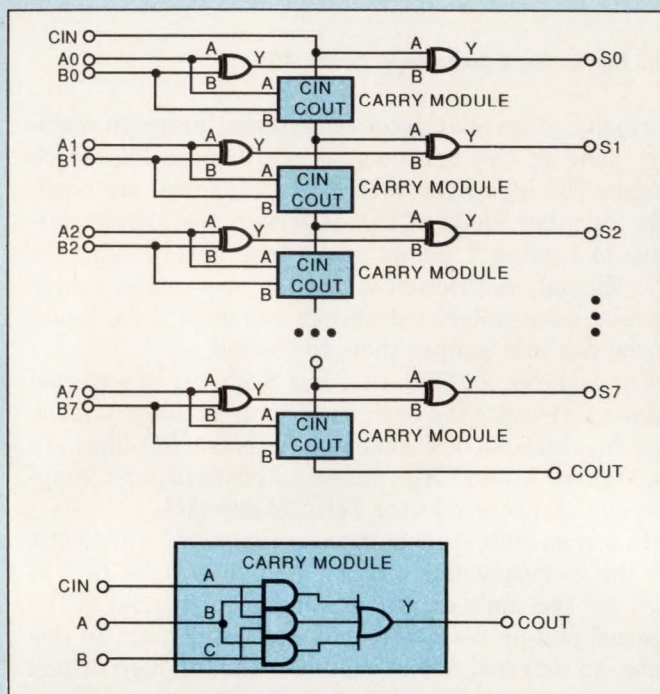 CIN
A Y A Y S0
A0
B0 B A B
CIN
COUT CARRY MODULE
B
A Y A Y S1
A1
B1 B A B
CIN
COUT CARRY MODULE
B
A Y A Y S2
A2
B2 B A B
CIN
COUT CARRY MODULE
B
A Y A Y S7
A7
B7 B A B
CIN
COUT CARRY MODULE
B
COUT
CARRY MODULE
CIN A
A B Y COUT
B C